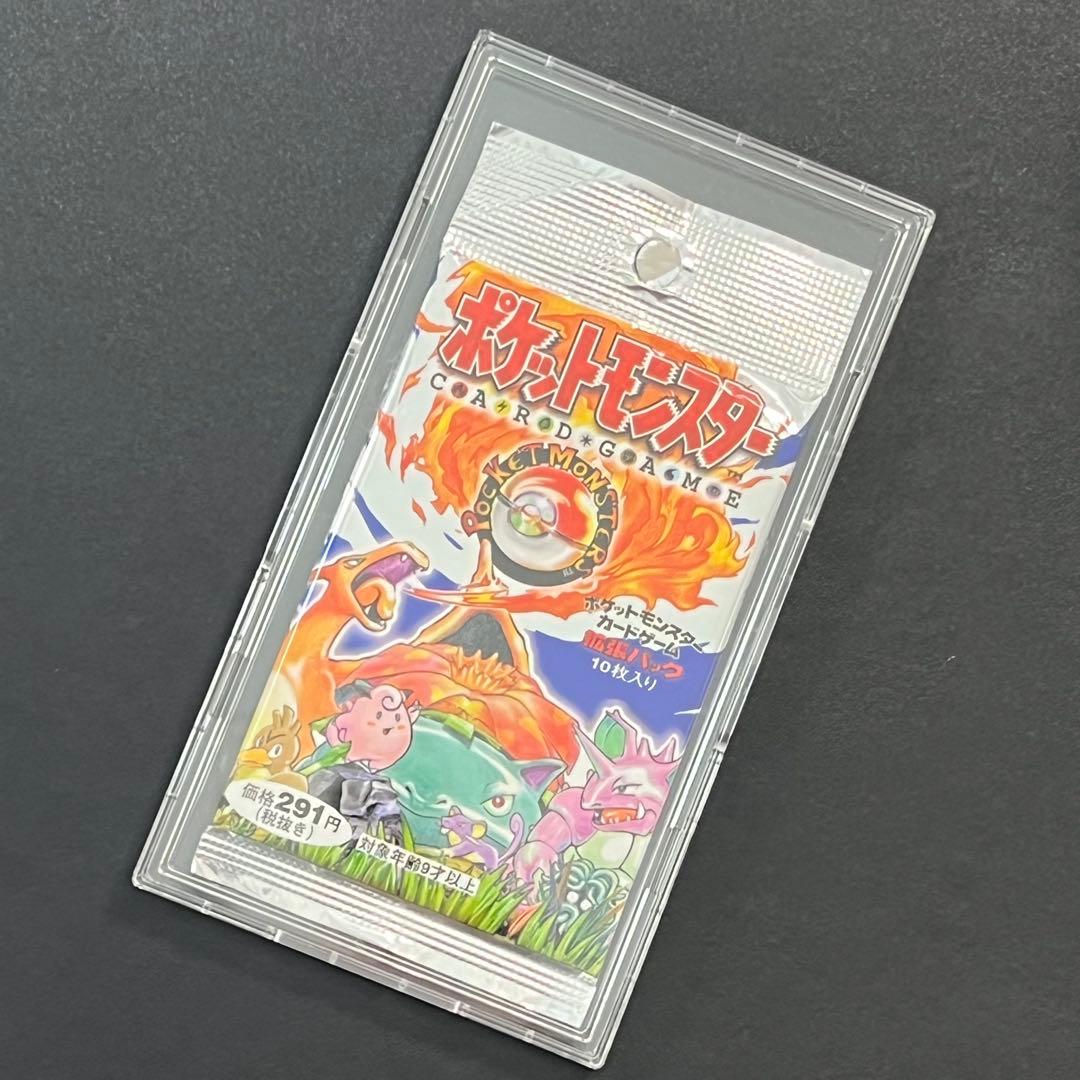 ポケットモンスター
CARD*GAME
TM
POCKET MONSTERS
ポケットモンスター
カードゲーム
拡張パック
10枚入り
価格291円
(税抜き)
対象年齢9才以上